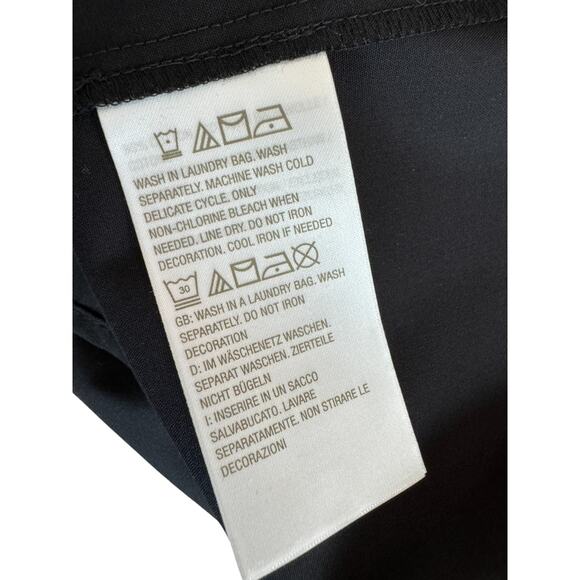 WASH IN LAUNDRY BAG. WASH
SEPARATELY. MACHINE WASH COLD
DELICATE CYCLE. ONLY
NON-CHLORINE BLEACH WHEN
NEEDED. LINE DRY. DO NOT IRON
DECORATION. COOL IRON IF NEEDED
30
GB: WASH IN A LAUNDRY BAG. WASH
SEPARATELY. DO NOT IRON
DECORATION
D: IM WÄSCHENETZ WASCHEN.
SEPARAT WASCHEN. ZIERTEILE
NICHT BÜGELN
I: INSERIRE IN UN SACCO
SALVABUCATO. LAVARE
SEPARATAMENTE. NON STIRARE LE
DECORAZIONI